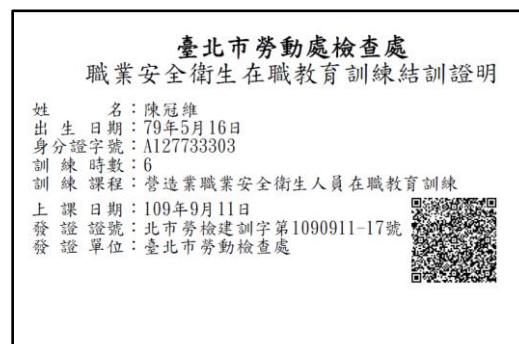 臺北市勞動處檢查處
職業安全衛生在職教育訓練結訓證明
姓名：陳冠維
出生日期：79年5月16日
身分證字號：A127733303
訓練時數：6
訓練課程：營造業職業安全衛生人員在職教育訓練
上課日期：109年9月11日
發證證號：北市勞檢建訓字第1090911-17號
發證單位：臺北市勞動檢查處